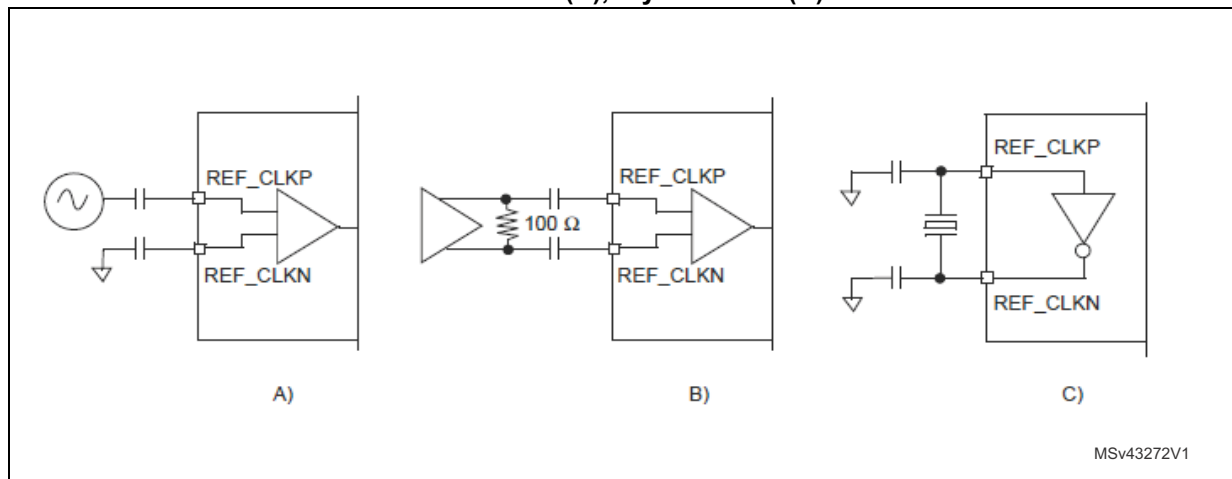 REF_CLKP
REF_CLKN
A)
REF_CLKP
100 Ω
REF_CLKN
B)
REF_CLKP
REF_CLKN
C)
MSv43272V1